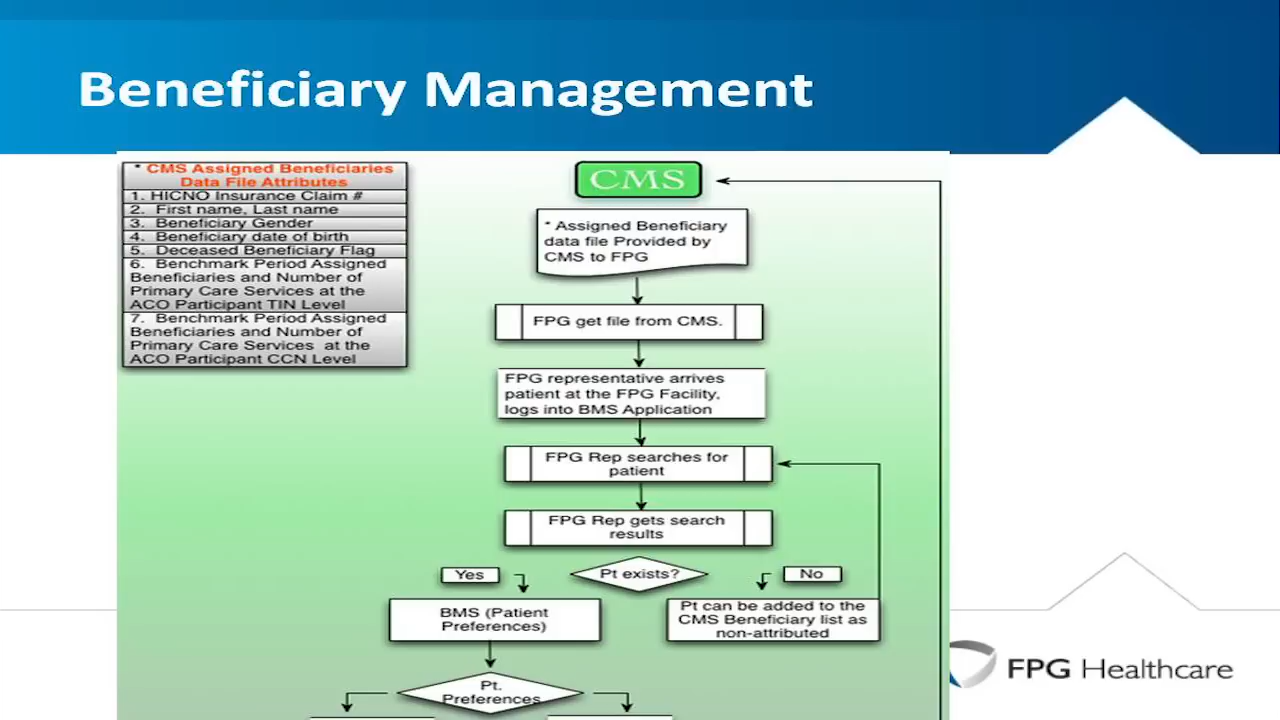 Beneficiary Management
* CMS Assigned Beneficiaries
Data File Attributes
1. HICNO Insurance Claim #
2. First name, Last name
3. Beneficiary Gender
4. Beneficiary date of birth
5. Deceased Beneficiary Flag
6. Benchmark Period Assigned
Beneficiaries and Number of
Primary Care Services at the
ACO Participant TIN Level
7. Benchmark Period Assigned
Beneficiaries and Number of
Primary Care Services at the
ACO Participant CCN Level
CMS
* Assigned Beneficiary
data file Provided by
CMS to FPG
FPG get file from CMS.
FPG representative arrives
patient at the FPG Facility,
logs into BMS Application
FPG Rep searches for
patient
FPG Rep gets search
results
Pt exists?
Yes
No
BMS (Patient
Preferences)
Pt can be added to the
CMS Beneficiary list as
non-attributed
Pt.
Preferences
FPG Healthcare